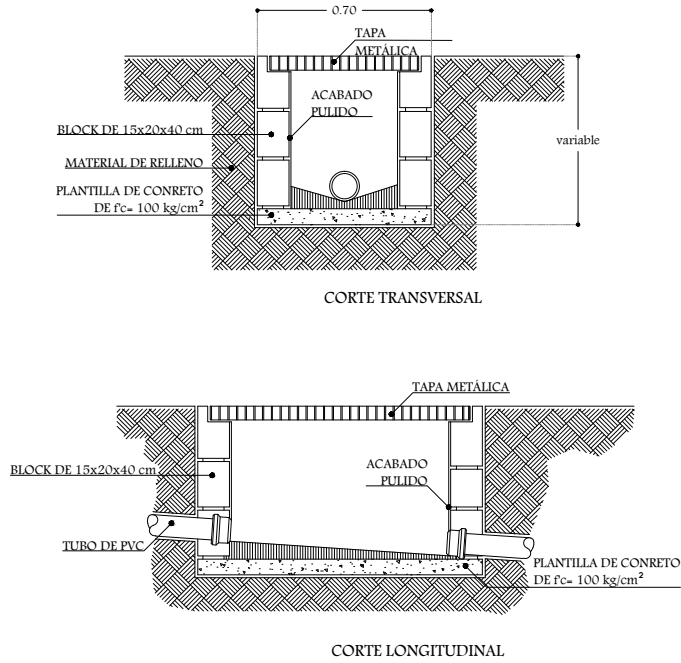 0.70
TAPA
METÁLICA
ACABADO
PULIDO
BLOCK DE 15x20x40 cm
variable
MATERIAL DE RELLENO
PLANTILLA DE CONRETO
DE f'c= 100 kg/cm²
CORTE TRANSVERSAL
TAPA METÁLICA
BLOCK DE 15x20x40 cm
ACABADO
PULIDO
TUBO DE PVC
PLANTILLA DE CONRETO
DE f'c= 100 kg/cm²
CORTE LONGITUDINAL